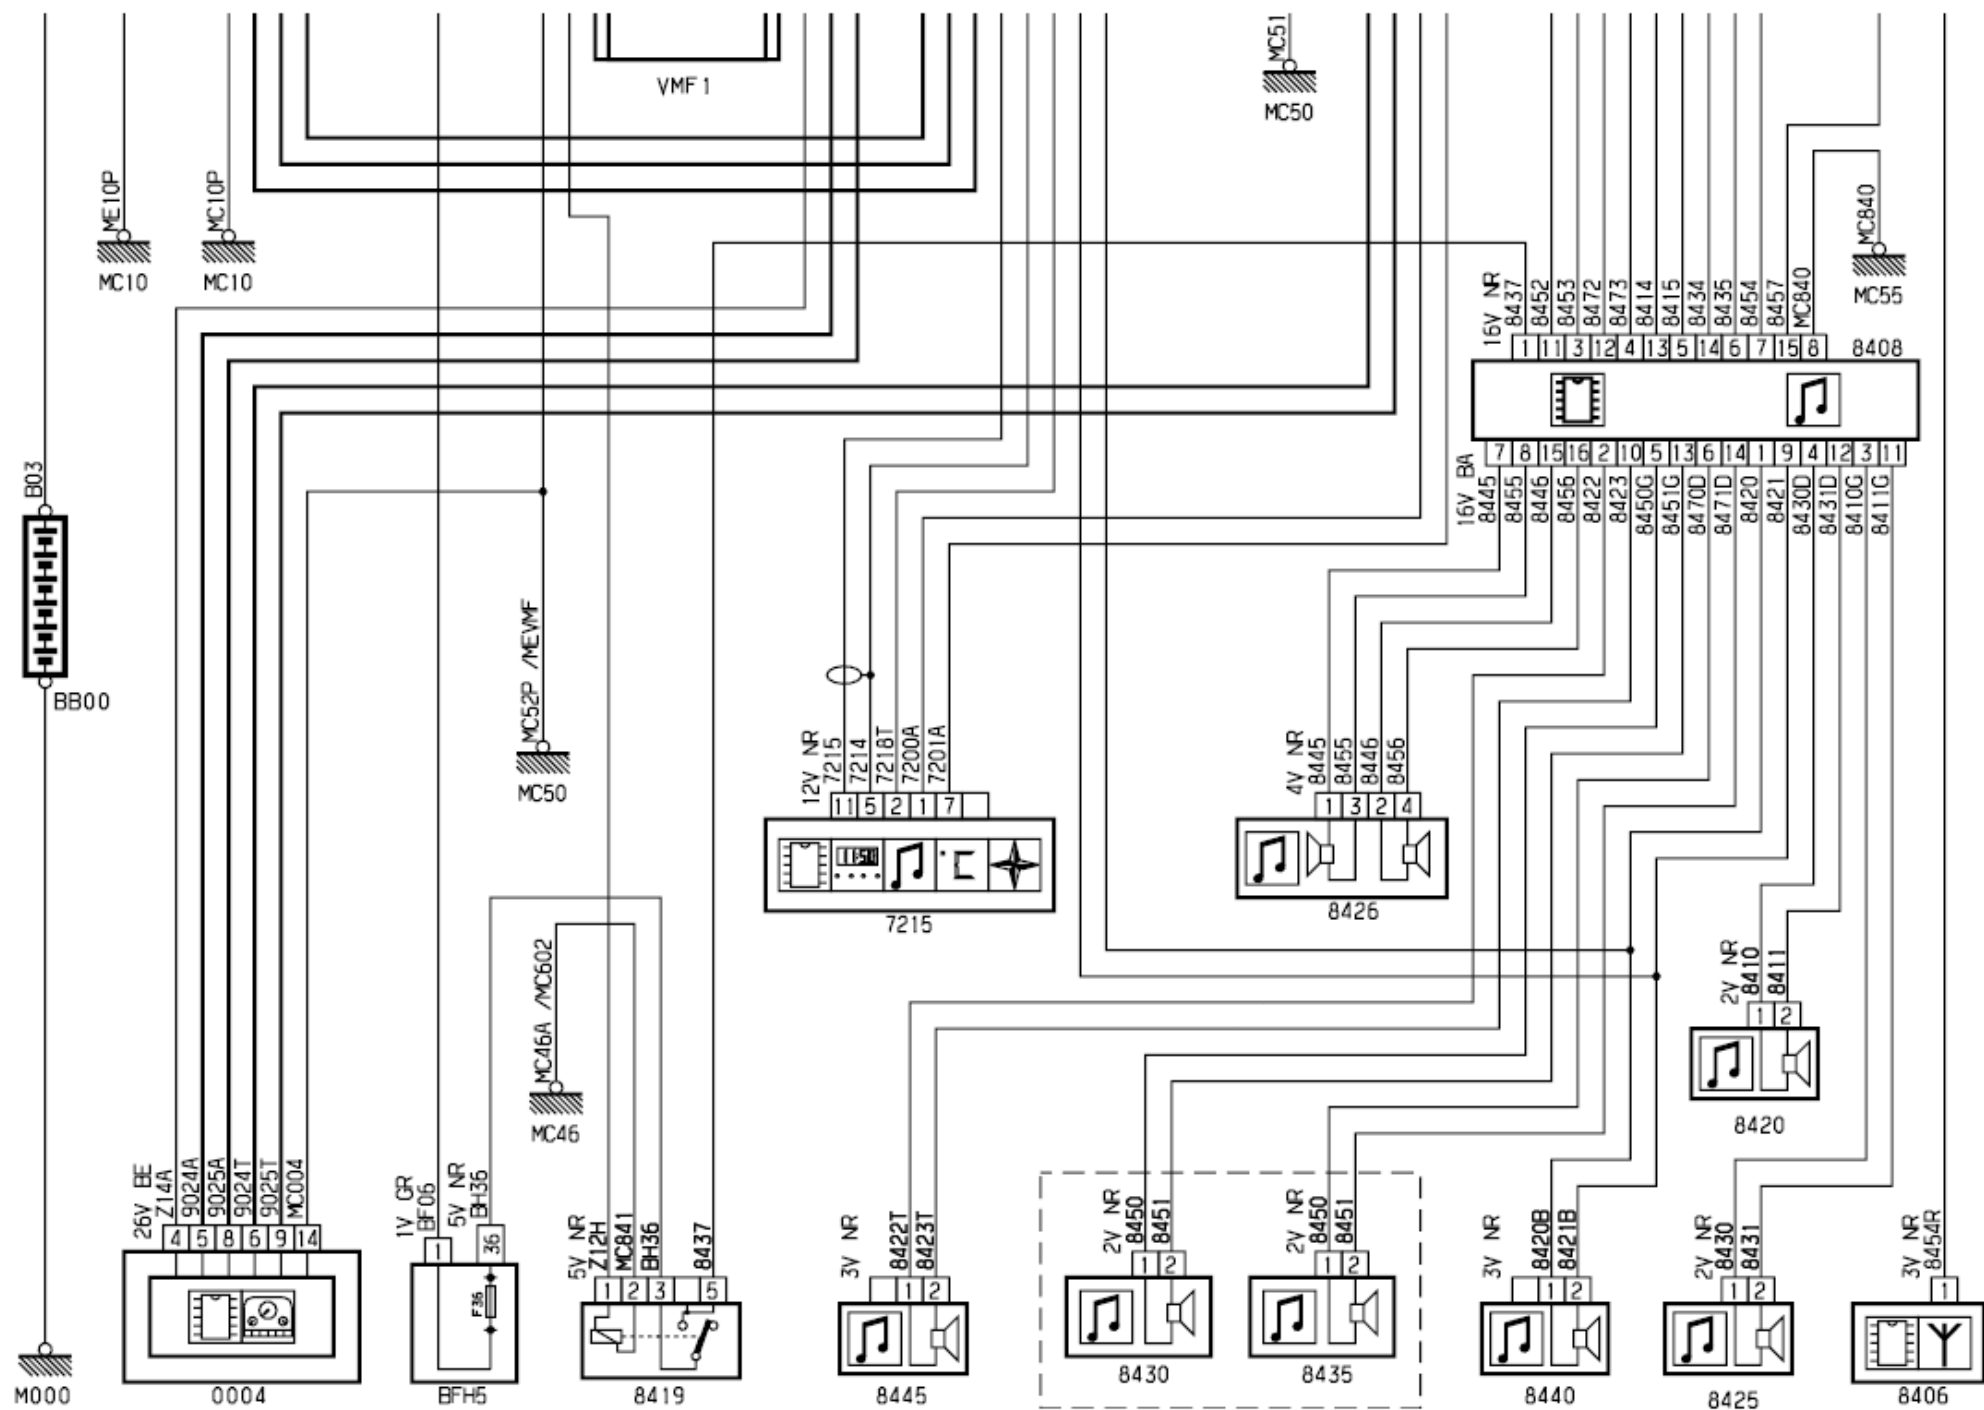 VMF1
MC51
MC50
ME10P
MC10
MC10P
MC10
MC840
MC55
16V NR
8437
8452
8453
8472
8473
8414
8415
8434
8435
8454
8457
MC840
1 11 3 12 4 13 5 14 6 7 15 8
8408
7 8 15 16 2 10 5 13 6 14 1 9 4 12 3 11
16V BA
8445
8455
8446
8456
8422
8423
8450G
8451G
8470D
8471D
8420
8421
8430D
8431D
8410G
8411G
B03
BB00
MC52P /MEVMF
MC50
12V NR
7215
7214
7218T
7200A
7201A
11 5 2 1 7
11:50
°C
7215
4V NR
8445
8455
8446
8456
1 3 2 4
8426
2V NR
8410
8411
1 2
8420
MC46A /MC602
MC46
26V BE
Z14A
9024A
9025A
9024T
9025T
MC004
4 5 8 6 9 14
0004
1V GR
BF06
5V NR
BH36
1 36
F36
BFH5
5V NR
Z12H
MC841
BH36
8437
1 2 3 5
8419
3V NR
8422T
8423T
1 2
8445
2V NR
8450
8451
1 2
8430
2V NR
8450
8451
1 2
8435
3V NR
8420B
8421B
1 2
8440
2V NR
8430
8431
1 2
8425
3V NR
8454R
1
8406
M000